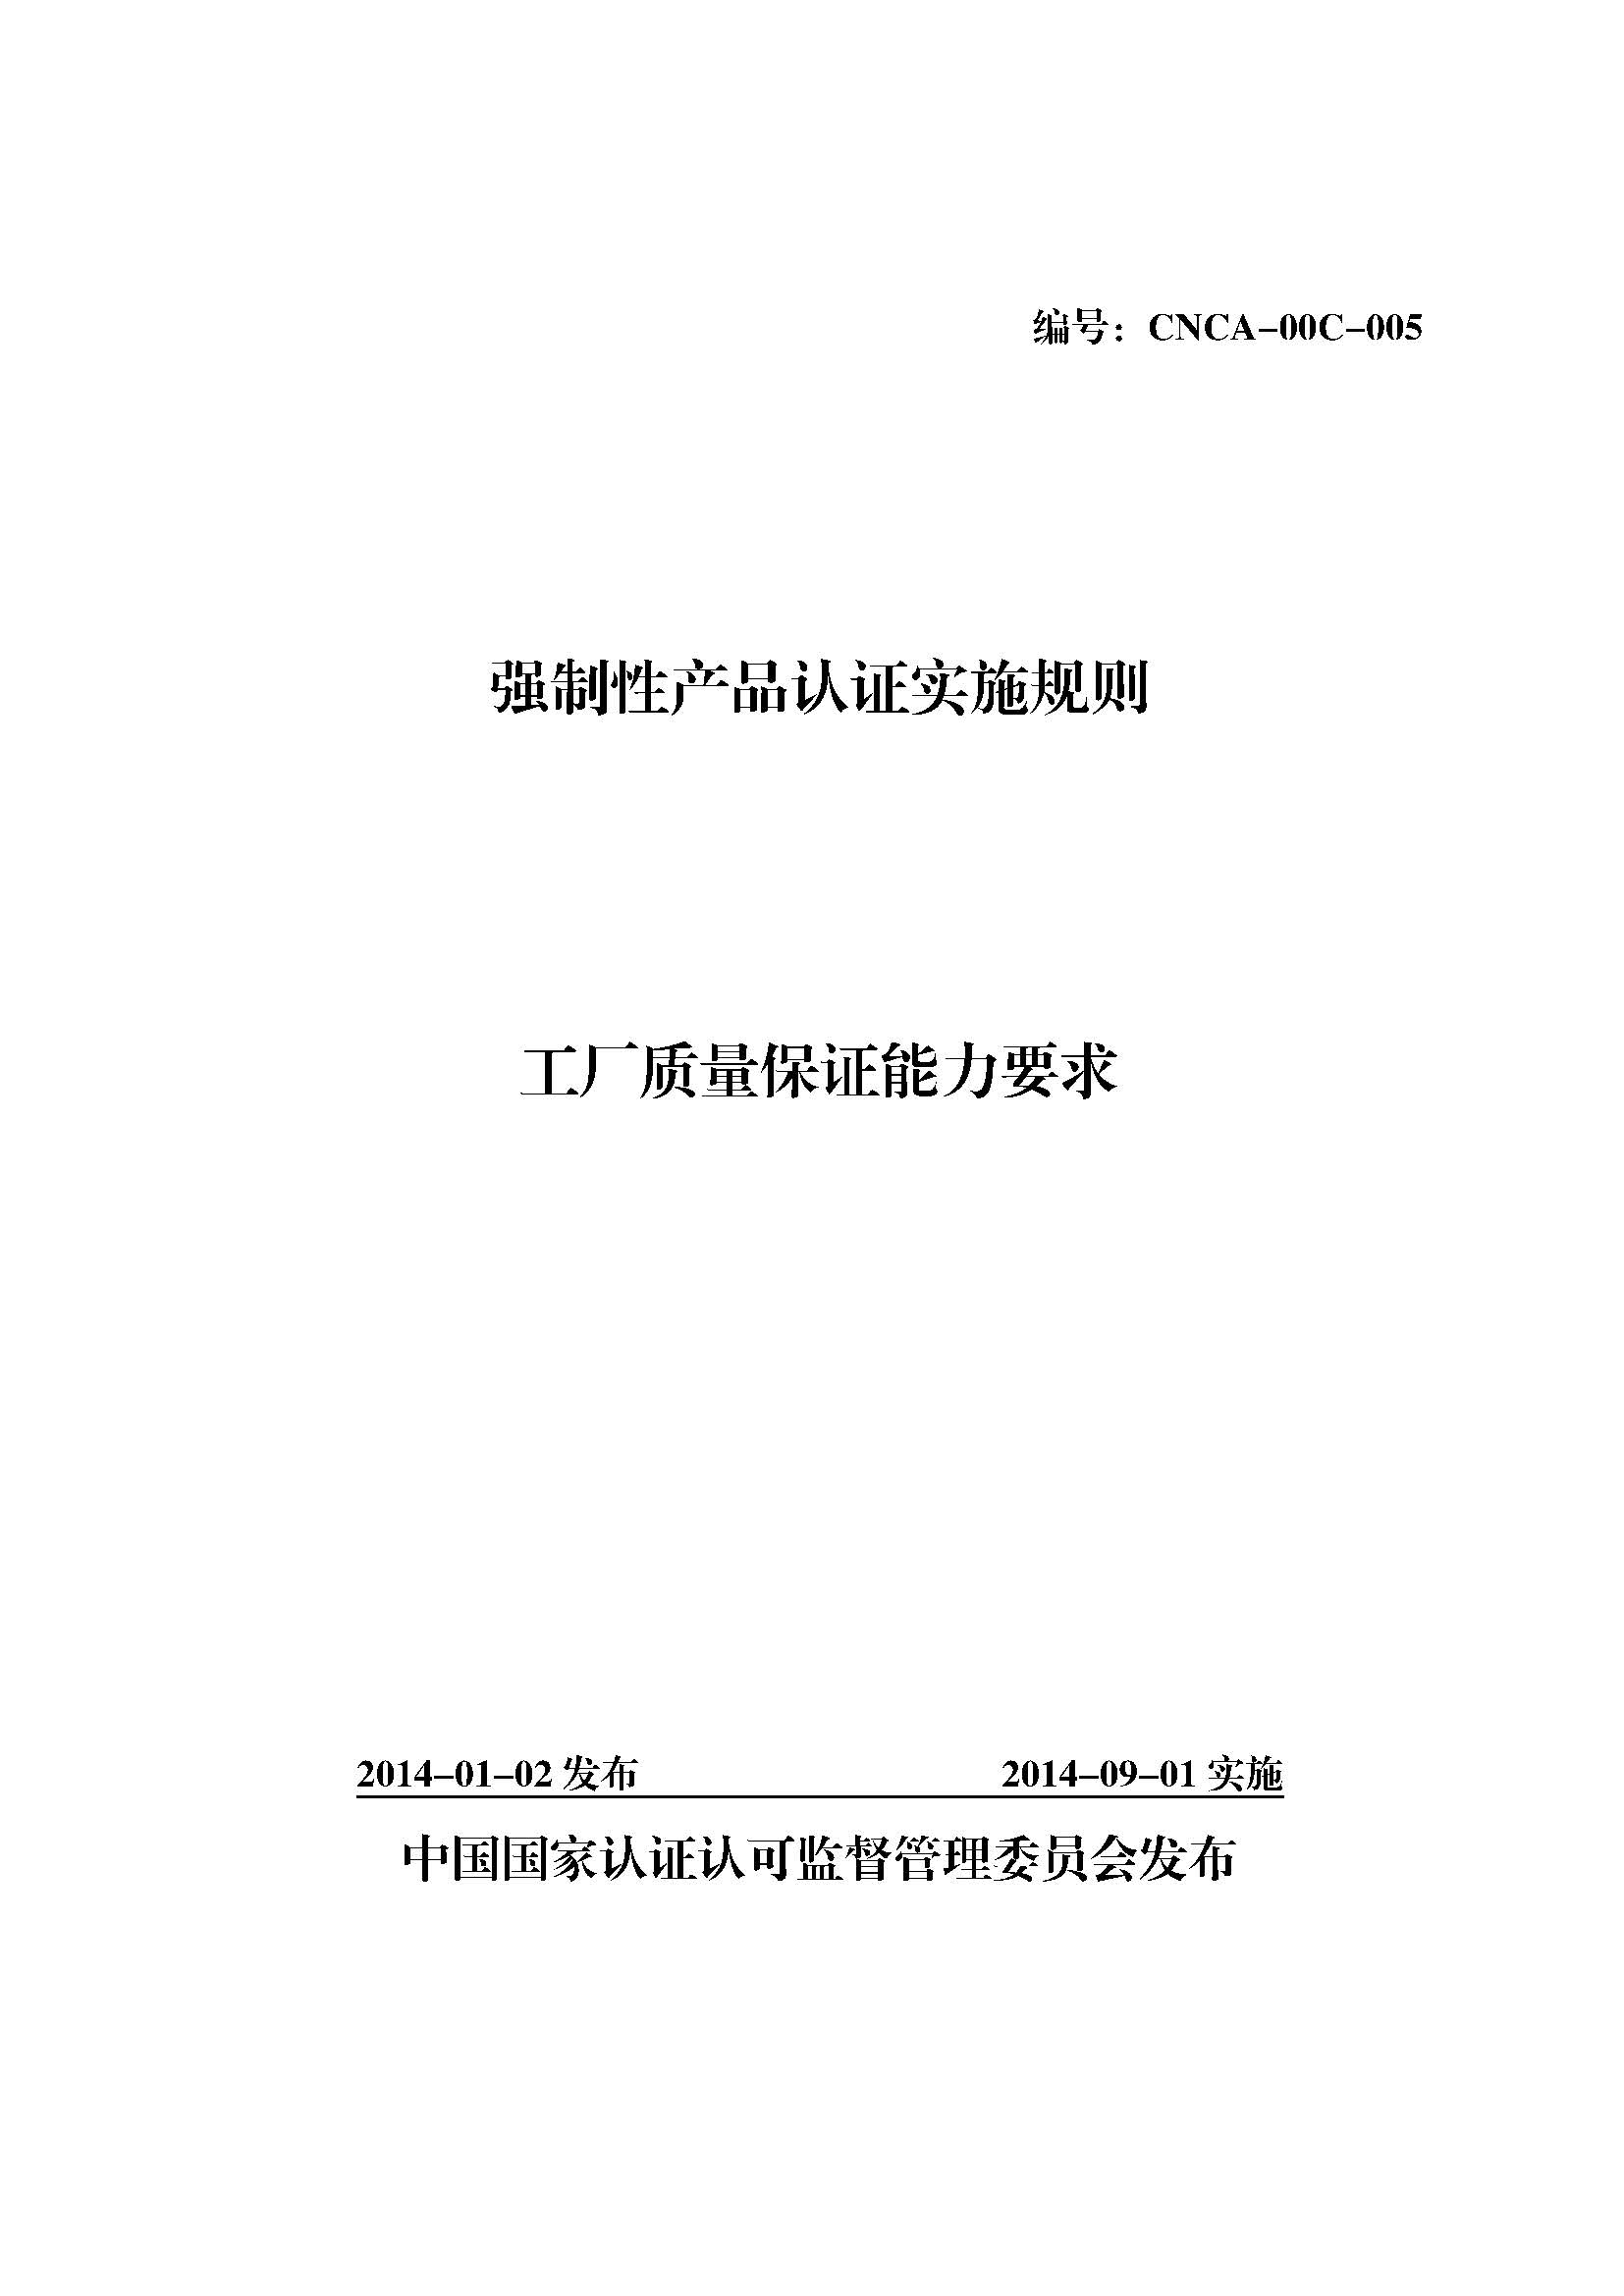 编号：CNCA-00C-005
强制性产品认证实施规则
工厂质量保证能力要求
2014-01-02 发布 2014-09-01 实施
中国国家认证认可监督管理委员会发布